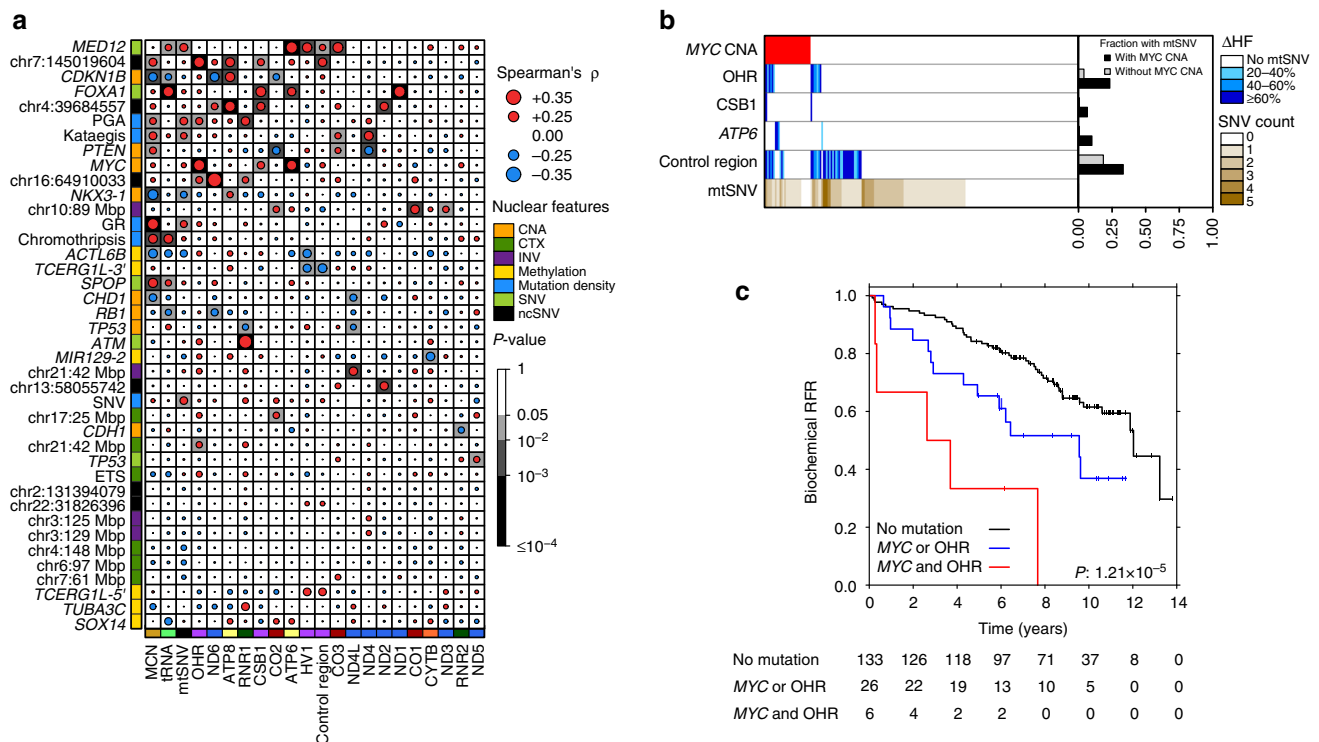 a
MED12
chr7:145019604
CDKN1B
FOXA1
chr4:39684557
PGA
Kataegis
PTEN
MYC
chr16:64910033
NKX3-1
chr10:89 Mbp
GR
Chromothripsis
ACTL6B
TCERG1L-3'
SPOP
CHD1
RB1
TP53
ATM
MIR129-2
chr21:42 Mbp
chr13:58055742
SNV
chr17:25 Mbp
CDH1
chr21:42 Mbp
TP53
ETS
chr2:131394079
chr22:31826396
chr3:125 Mbp
chr3:129 Mbp
chr4:148 Mbp
chr6:97 Mbp
chr7:61 Mbp
TCERG1L-5'
TUBA3C
SOX14
MCN
tRNA
mtSNV
OHR
ND6
ATP8
RNR1
CSB1
CO2
ATP6
HV1
Control region
CO3
ND4L
ND4
ND2
ND1
CO1
CYTB
ND3
RNR2
ND5
Spearman's ρ
+0.35
+0.25
0.00
−0.25
−0.35
Nuclear features
CNA
CTX
INV
Methylation
Mutation density
SNV
ncSNV
P-value
1
0.05
10−2
10−3
≤10−4
b
MYC CNA
OHR
CSB1
ATP6
Control region
mtSNV
Fraction with mtSNV
With MYC CNA
Without MYC CNA
0.00
0.25
0.50
0.75
1.00
ΔHF
No mtSNV
20–40%
40–60%
≥60%
SNV count
0
1
2
3
4
5
c
Biochemical RFR
1.0
0.8
0.6
0.4
0.2
0.0
No mutation
MYC or OHR
MYC and OHR
P: 1.21×10−5
0 2 4 6 8 10 12 14
Time (years)
No mutation 133 126 118 97 71 37 8 0
MYC or OHR 26 22 19 13 10 5 0 0
MYC and OHR 6 4 2 2 0 0 0 0